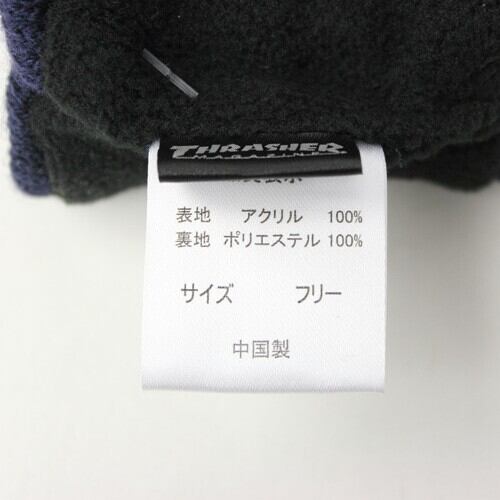 THRASHER
MAGAZINE
表地 アクリル 100%
裏地 ポリエステル 100%
サイズ フリー
中国製